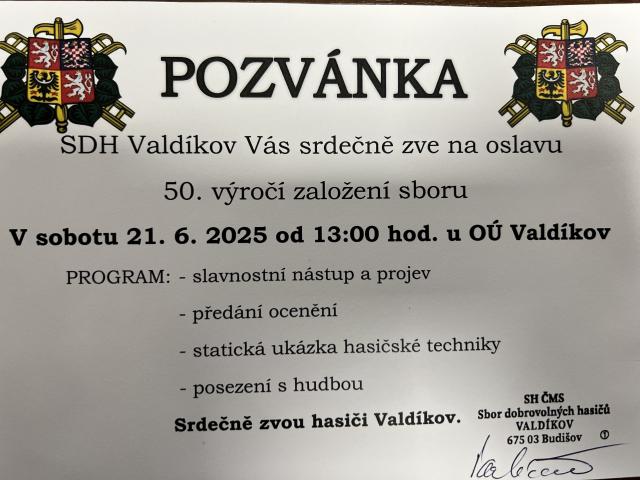 POZVÁNKA
SDH Valdíkov Vás srdečně zve na oslavu
50. výročí založení sboru
V sobotu 21. 6. 2025 od 13:00 hod. u OÚ Valdíkov
PROGRAM: - slavnostní nástup a projev
- předání ocenění
- statická ukázka hasičské techniky
- posezení s hudbou
Srdečně zvou hasiči Valdíkov.
SH ČMS
Sbor dobrovolných hasičů
VALDÍKOV
675 03 Budišov ①